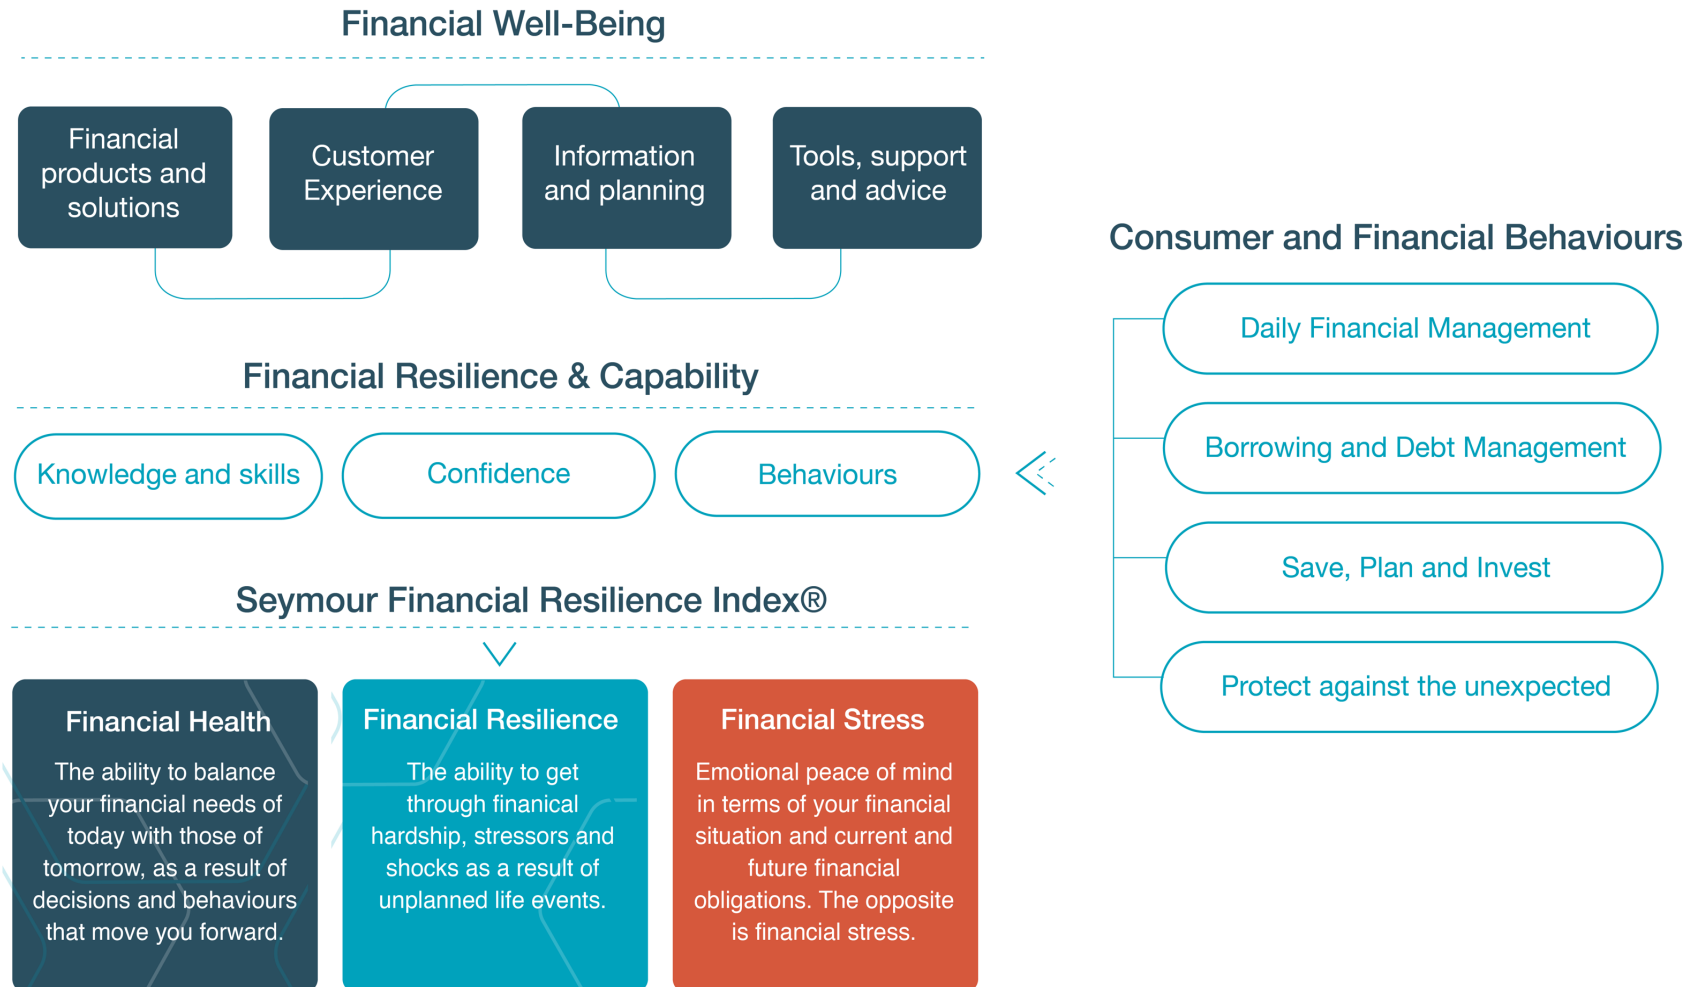 Financial Well-Being
Financial
products and
solutions
Customer
Experience
Information
and planning
Tools, support
and advice
Financial Resilience & Capability
Knowledge and skills
Confidence
Behaviours
Consumer and Financial Behaviours
Daily Financial Management
Borrowing and Debt Management
Save, Plan and Invest
Protect against the unexpected
Seymour Financial Resilience Index®
Financial Health
The ability to balance
your financial needs of
today with those of
tomorrow, as a result of
decisions and behaviours
that move you forward.
Financial Resilience
The ability to get
through finanical
hardship, stressors and
shocks as a result of
unplanned life events.
Financial Stress
Emotional peace of mind
in terms of your financial
situation and current and
future financial
obligations. The opposite
is financial stress.